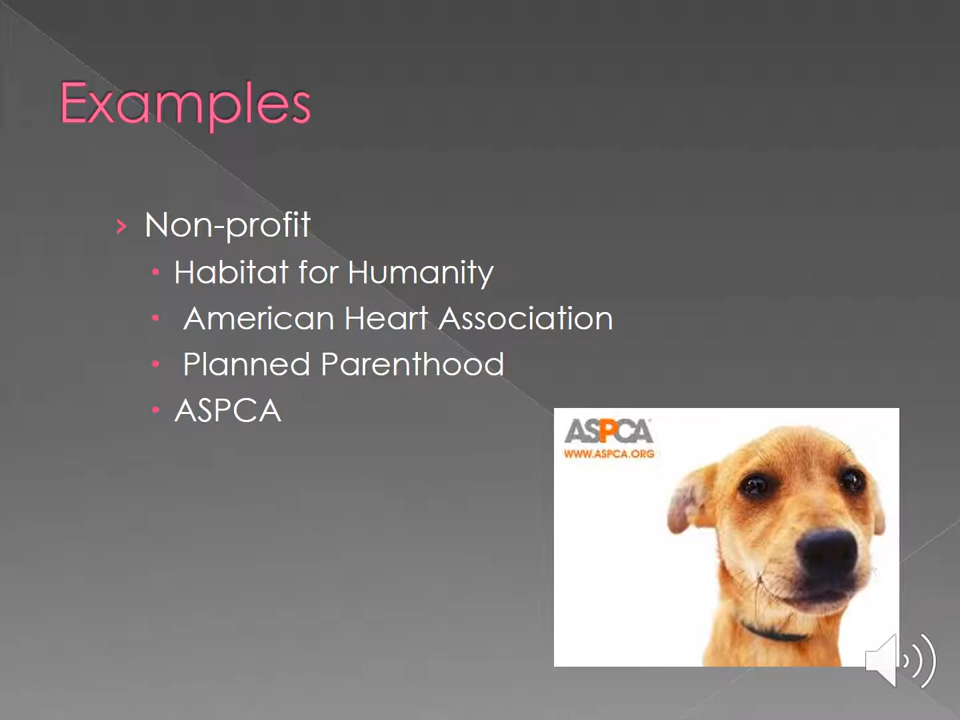 Examples
› Non-profit
• Habitat for Humanity
• American Heart Association
• Planned Parenthood
• ASPCA
ASPCA
WWW.ASPCA.ORG